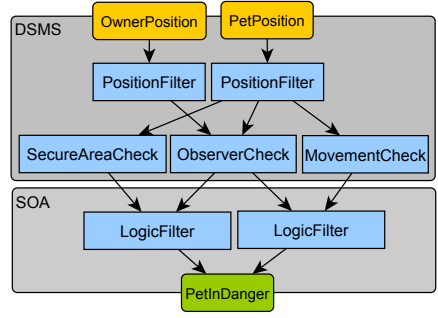 OwnerPosition PetPosition
DSMS
PositionFilter PositionFilter
SecureAreaCheck ObserverCheck MovementCheck
SOA
LogicFilter LogicFilter
PetInDanger